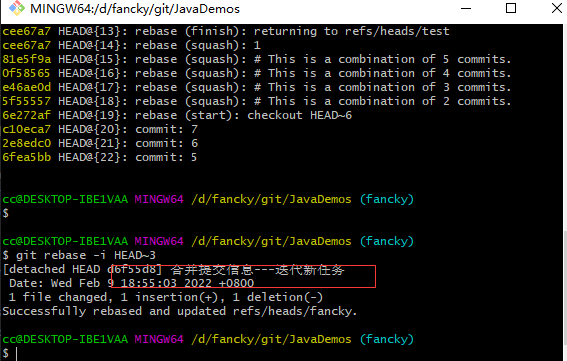 MINGW64:/d/fancky/git/JavaDemos
cee67a7 HEAD@{13}: rebase (finish): returning to refs/heads/test
cee67a7 HEAD@{14}: rebase (squash): 1
81e5f9a HEAD@{15}: rebase (squash): # This is a combination of 5 commits.
0f58565 HEAD@{16}: rebase (squash): # This is a combination of 4 commits.
e46ae0d HEAD@{17}: rebase (squash): # This is a combination of 3 commits.
5f55557 HEAD@{18}: rebase (squash): # This is a combination of 2 commits.
6e272af HEAD@{19}: rebase (start): checkout HEAD~6
c10eca7 HEAD@{20}: commit: 7
2e8edc0 HEAD@{21}: commit: 6
6fea5bb HEAD@{22}: commit: 5
cc@DESKTOP-IBE1VAA MINGW64 /d/fancky/git/JavaDemos (fancky)
$
cc@DESKTOP-IBE1VAA MINGW64 /d/fancky/git/JavaDemos (fancky)
$ git rebase -i HEAD~3
[detached HEAD d6f55d8] 合并提交信息---迭代新任务
Date: Wed Feb 9 18:55:03 2022 +0800
1 file changed, 1 insertion(+), 1 deletion(-)
Successfully rebased and updated refs/heads/fancky.
cc@DESKTOP-IBE1VAA MINGW64 /d/fancky/git/JavaDemos (fancky)
$